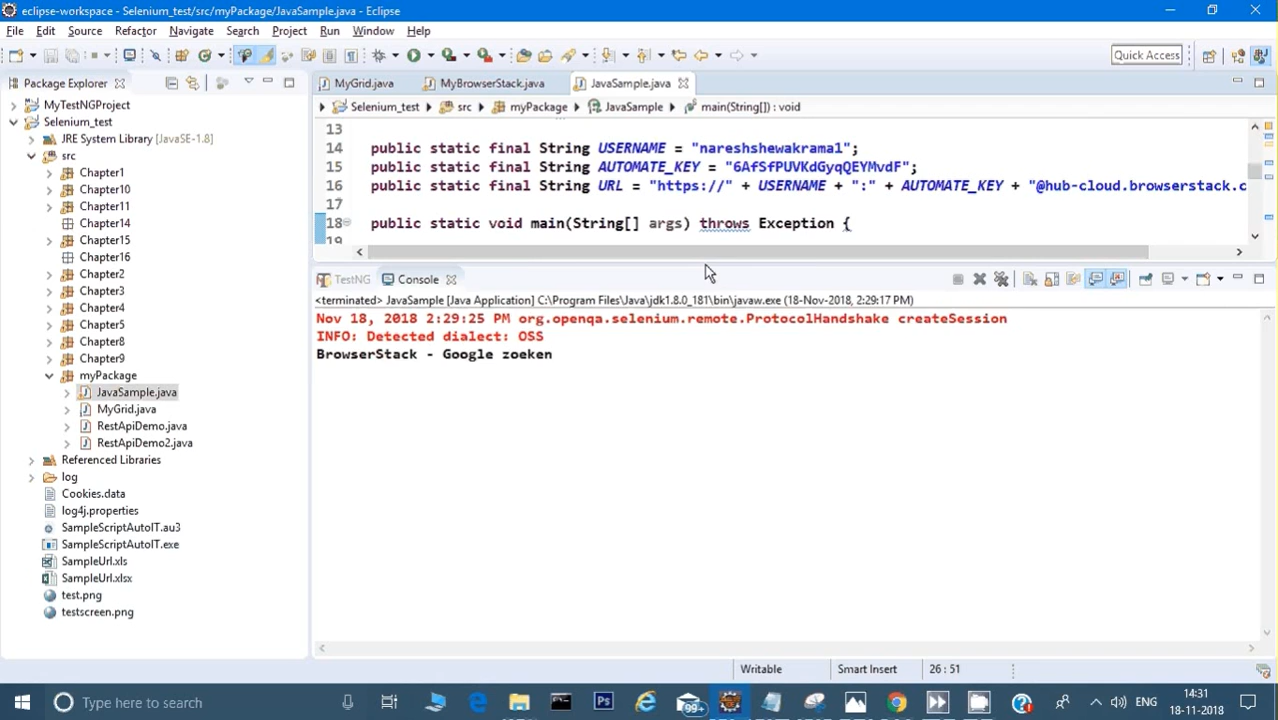 eclipse-workspace - Selenium_test/src/myPackage/JavaSample.java - Eclipse
File Edit Source Refactor Navigate Search Project Run Window Help
Quick Access
Package Explorer
MyTestNGProject
Selenium_test
JRE System Library [JavaSE-1.8]
src
Chapter1
Chapter10
Chapter11
Chapter14
Chapter15
Chapter16
Chapter2
Chapter3
Chapter4
Chapter5
Chapter8
Chapter9
myPackage
JavaSample.java
MyGrid.java
RestApiDemo.java
RestApiDemo2.java
Referenced Libraries
log
Cookies.data
log4j.properties
SampleScriptAutoIT.au3
SampleScriptAutoIT.exe
SampleUrl.xls
SampleUrl.xlsx
test.png
testscreen.png
MyGrid.java MyBrowserStack.java JavaSample.java
Selenium_test src myPackage JavaSample main(String[]) : void
13
14 public static final String USERNAME = "nareshshewakrama1";
15 public static final String AUTOMATE_KEY = "6AfSfPUVKdGyqQEYMvdF";
16 public static final String URL = "https://" + USERNAME + ":" + AUTOMATE_KEY + "@hub-cloud.browserstack.c
17
18 public static void main(String[] args) throws Exception {
19
TestNG Console
<terminated> JavaSample [Java Application] C:\Program Files\Java\jdk1.8.0_181\bin\javaw.exe (18-Nov-2018, 2:29:17 PM)
Nov 18, 2018 2:29:25 PM org.openqa.selenium.remote.ProtocolHandshake createSession
INFO: Detected dialect: OSS
BrowserStack - Google zoeken
Writable Smart Insert 26 : 51
Type here to search
99+
ENG
14:31
18-11-2018